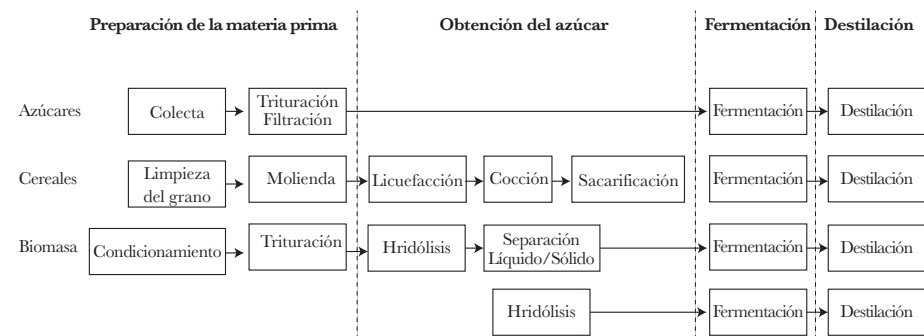 Preparación de la materia prima Obtención del azúcar Fermentación Destilación
Azúcares Colecta Trituración Filtración Fermentación Destilación
Cereales Limpieza del grano Molienda Licuefacción Cocción Sacarificación Fermentación Destilación
Biomasa Condicionamiento Trituración Hridólisis Separación Líquido/Sólido Fermentación Destilación
Hridólisis Fermentación Destilación